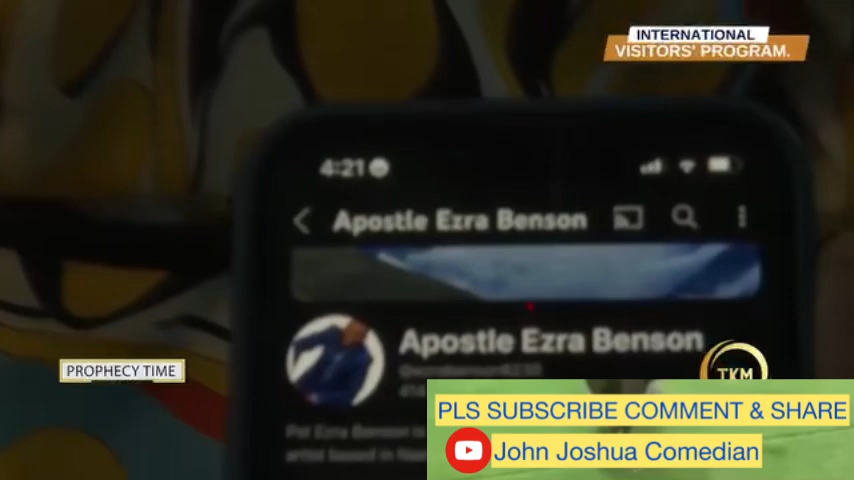 INTERNATIONAL
VISITORS' PROGRAM.
4:21
Apostle Ezra Benson
Apostle Ezra Benson
PROPHECY TIME
TKM
PLS SUBSCRIBE COMMENT & SHARE
John Joshua Comedian